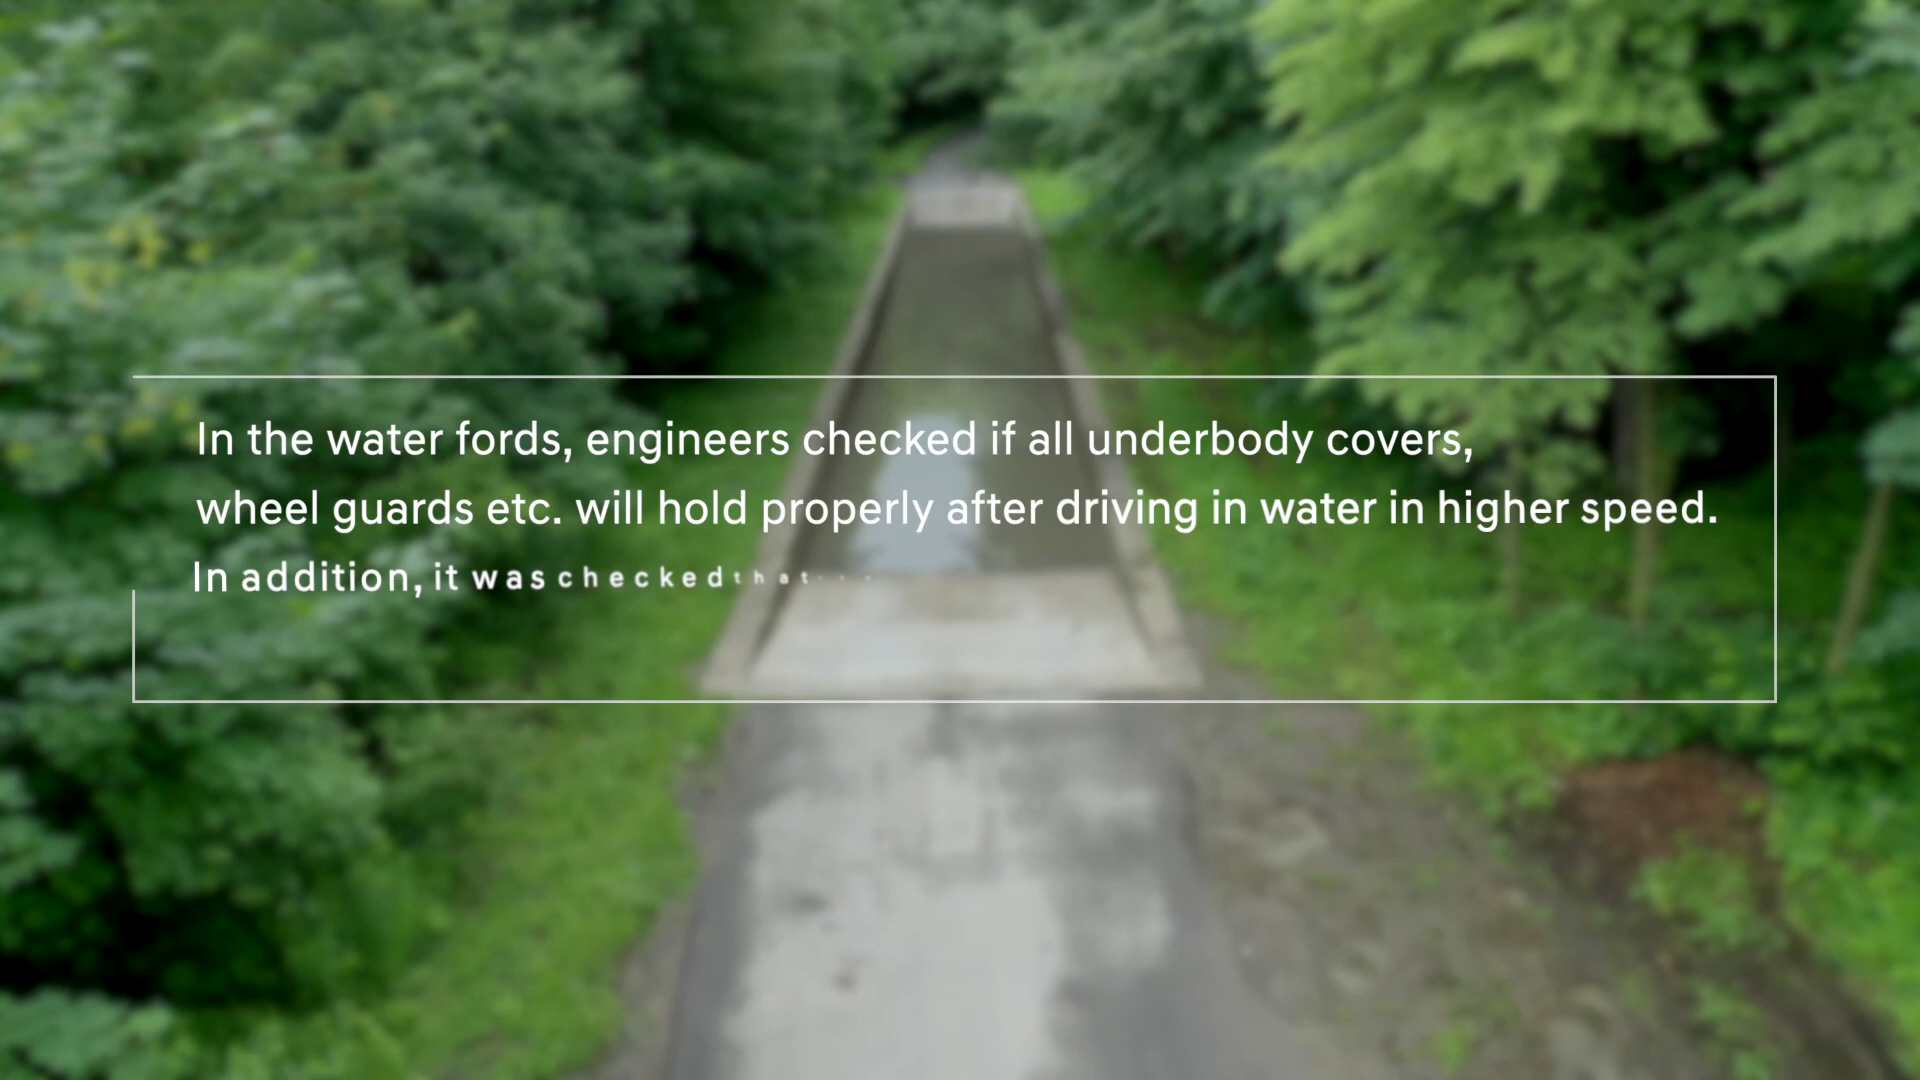 In the water fords, engineers checked if all underbody covers,
wheel guards etc. will hold properly after driving in water in higher speed.
In addition, it was checked that